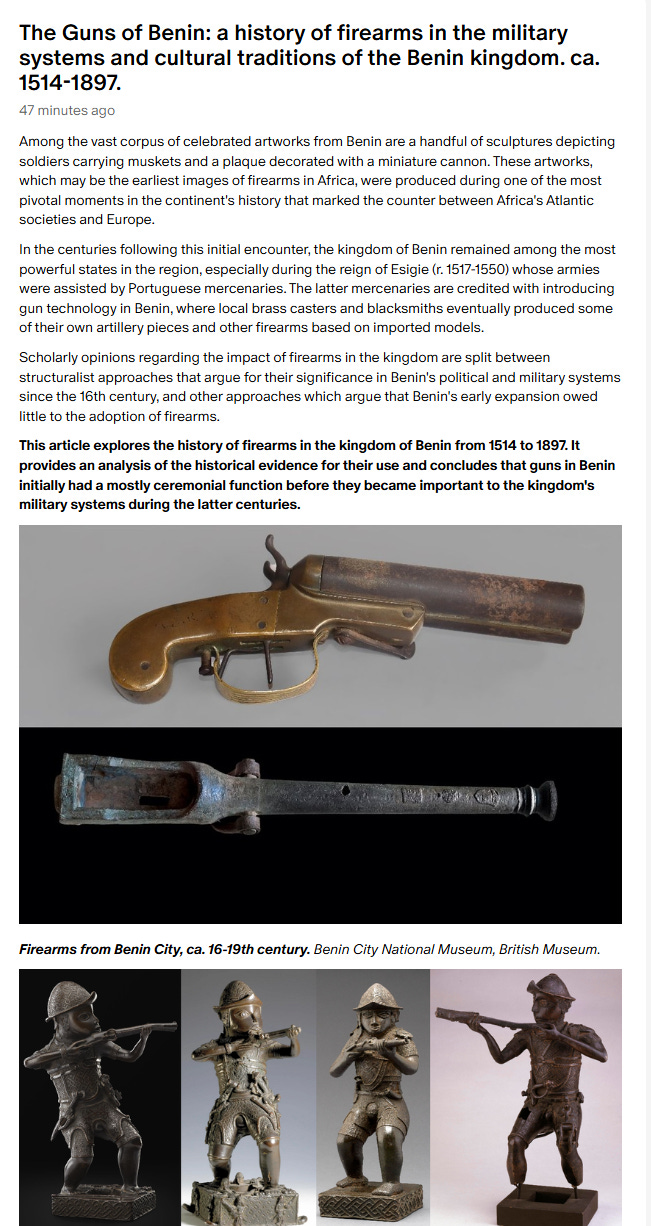 The Guns of Benin: a history of firearms in the military
systems and cultural traditions of the Benin kingdom. ca.
1514-1897.
47 minutes ago
Among the vast corpus of celebrated artworks from Benin are a handful of sculptures depicting
soldiers carrying muskets and a plaque decorated with a miniature cannon. These artworks,
which may be the earliest images of firearms in Africa, were produced during one of the most
pivotal moments in the continent's history that marked the counter between Africa's Atlantic
societies and Europe.
In the centuries following this initial encounter, the kingdom of Benin remained among the most
powerful states in the region, especially during the reign of Esigie (r. 1517-1550) whose armies
were assisted by Portuguese mercenaries. The latter mercenaries are credited with introducing
gun technology in Benin, where local brass casters and blacksmiths eventually produced some
of their own artillery pieces and other firearms based on imported models.
Scholarly opinions regarding the impact of firearms in the kingdom are split between
structuralist approaches that argue for their significance in Benin's political and military systems
since the 16th century, and other approaches which argue that Benin's early expansion owed
little to the adoption of firearms.
This article explores the history of firearms in the kingdom of Benin from 1514 to 1897. It
provides an analysis of the historical evidence for their use and concludes that guns in Benin
initially had a mostly ceremonial function before they became important to the kingdom's
military systems during the latter centuries.
Firearms from Benin City, ca. 16-19th century. Benin City National Museum, British Museum.